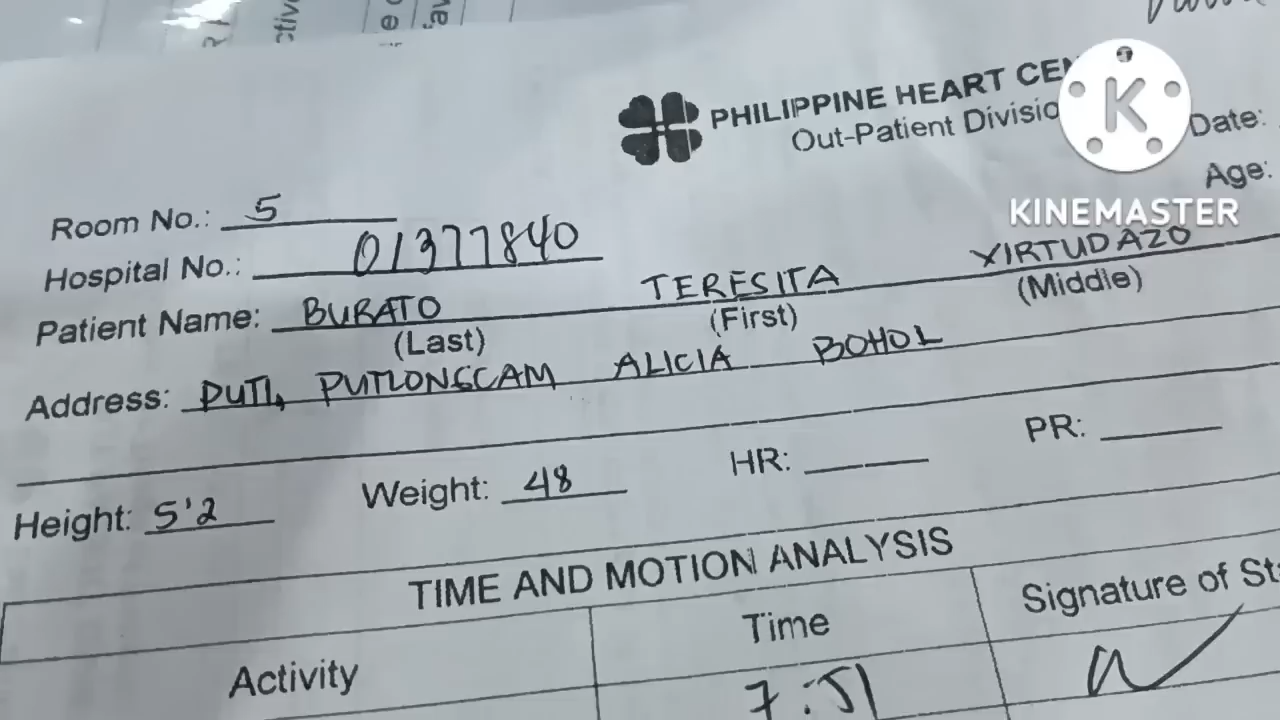 PHILIPPINE HEART CEN
Out-Patient Divisio
Date:
Age:
KINEMASTER
Room No.: 5
Hospital No.: 01377840
Patient Name: BURATO TERESITA VIRTUDAZO
(Last) (First) (Middle)
Address: PUTI, PUTLONGCAM ALICIA BOHOL
Height: 5'2 Weight: 48 HR: PR:
TIME AND MOTION ANALYSIS
Activity Time Signature of St
7:51